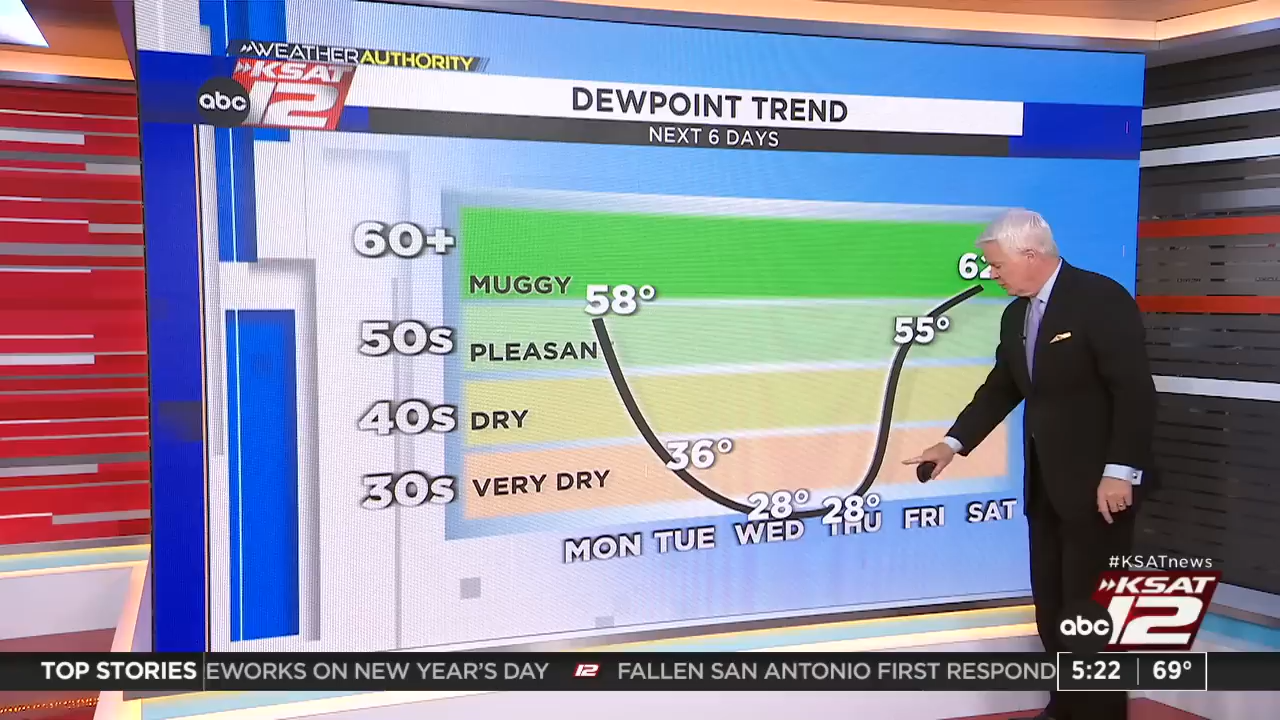 »WEATHERAUTHORITY
»KSAT
abc 12
DEWPOINT TREND
NEXT 6 DAYS
60+
MUGGY
58°
62
50s
PLEASAN
55°
40s
DRY
36°
30s
VERY DRY
28°
28°
MON TUE WED THU FRI SAT
#KSATnews
»KSAT
abc 12
TOP STORIES
EWORKS ON NEW YEAR'S DAY 12 FALLEN SAN ANTONIO FIRST RESPOND
5:22 69°